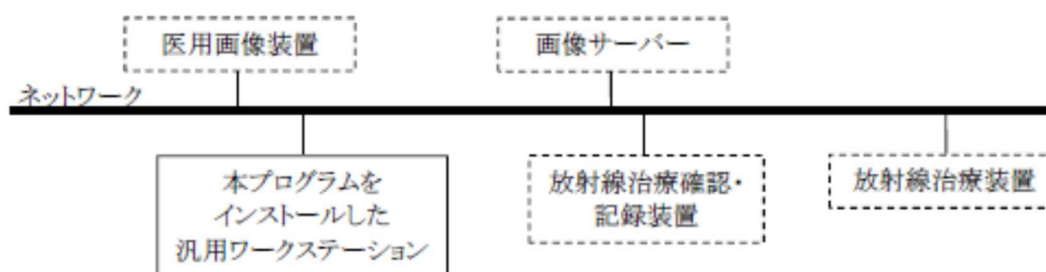 医用画像装置
画像サーバー
ネットワーク
本プログラムを
インストールした
汎用ワークステーション
放射線治療確認・
記録装置
放射線治療装置